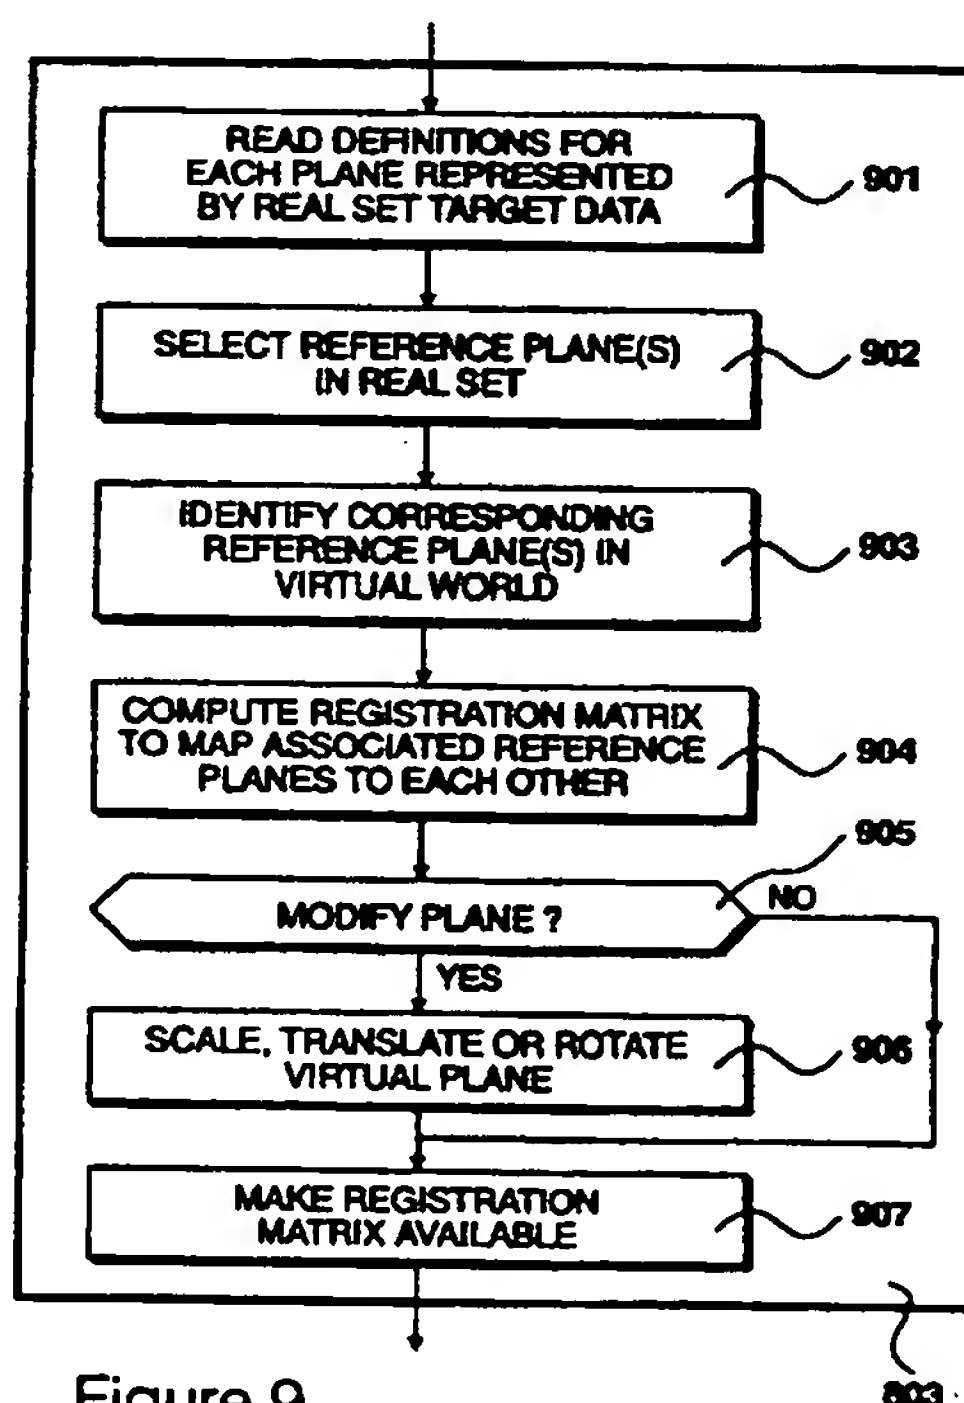 READ DEFINITIONS FOR
EACH PLANE REPRESENTED
BY REAL SET TARGET DATA
901
SELECT REFERENCE PLANE(S)
IN REAL SET
902
IDENTIFY CORRESPONDING
REFERENCE PLANE(S) IN
VIRTUAL WORLD
903
COMPUTE REGISTRATION MATRIX
TO MAP ASSOCIATED REFERENCE
PLANES TO EACH OTHER
904
905
MODIFY PLANE ?
NO
YES
SCALE, TRANSLATE OR ROTATE
VIRTUAL PLANE
906
MAKE REGISTRATION
MATRIX AVAILABLE
907
803
Figure 9